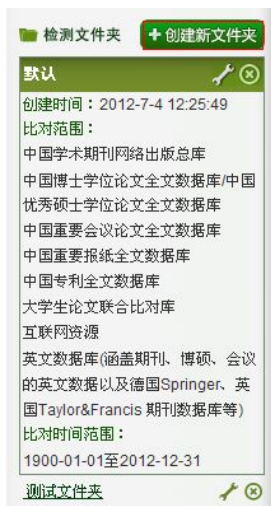 检测文件夹 创建新文件夹
默认
创建时间：2012-7-4 12:25:49
比对范围：
中国学术期刊网络出版总库
中国博士学位论文全文数据库/中国
优秀硕士学位论文全文数据库
中国重要会议论文全文数据库
中国重要报纸全文数据库
中国专利全文数据库
大学生论文联合比对库
互联网资源
英文数据库(涵盖期刊、博硕、会议
的英文数据以及德国Springer、英
国Taylor&Francis 期刊数据库等)
比对时间范围：
1900-01-01至2012-12-31
测试文件夹